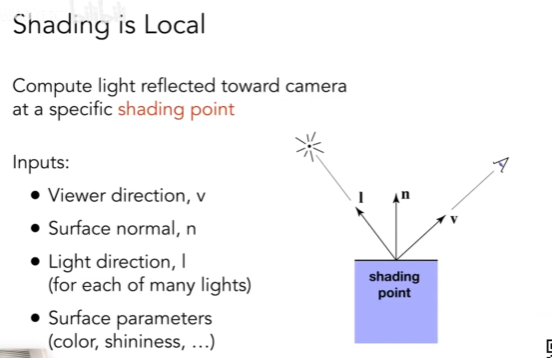 Shading is Local
Compute light reflected toward camera
at a specific shading point
Inputs:
• Viewer direction, v
• Surface normal, n
• Light direction, l
(for each of many lights)
• Surface parameters
(color, shininess, …)
l
n
v
shading
point